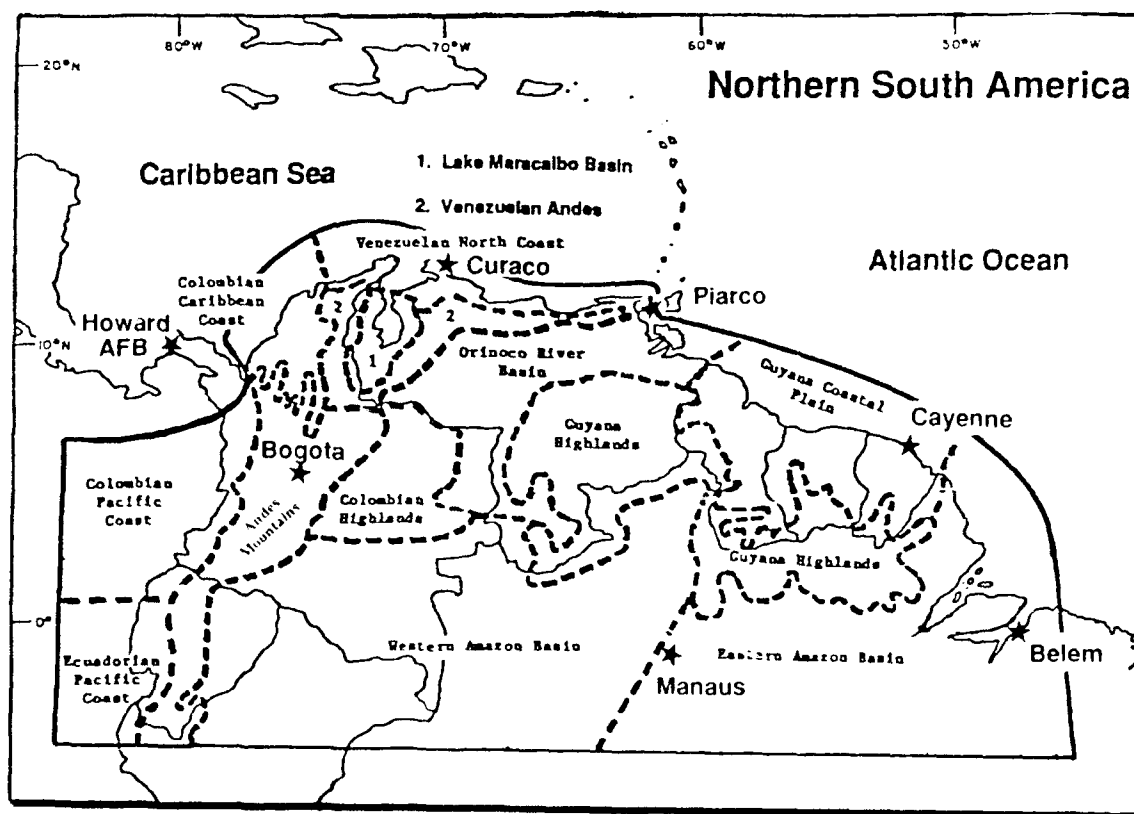 80°W 70°W 60°W 50°W
20°N
Northern South America
Caribbean Sea
1. Lake Maracaibo Basin
2. Venezuelan Andes
Venezuelan North Coast
Curaco
Atlantic Ocean
Colombian
Caribbean
Coast
Piarco
Howard
AFB
10°N
2
2
1
Orinoco River
Basin
Guyana Coastal
Plain
Cayenne
Guyana
Highlands
Bogota
Colombian
Pacific
Coast
Andes
Mountains
Colombian
Highlands
Guyana Highlands
0°
Western Amazon Basin
Eastern Amazon Basin
Belem
Manaus
Ecuadorian
Pacific
Coast